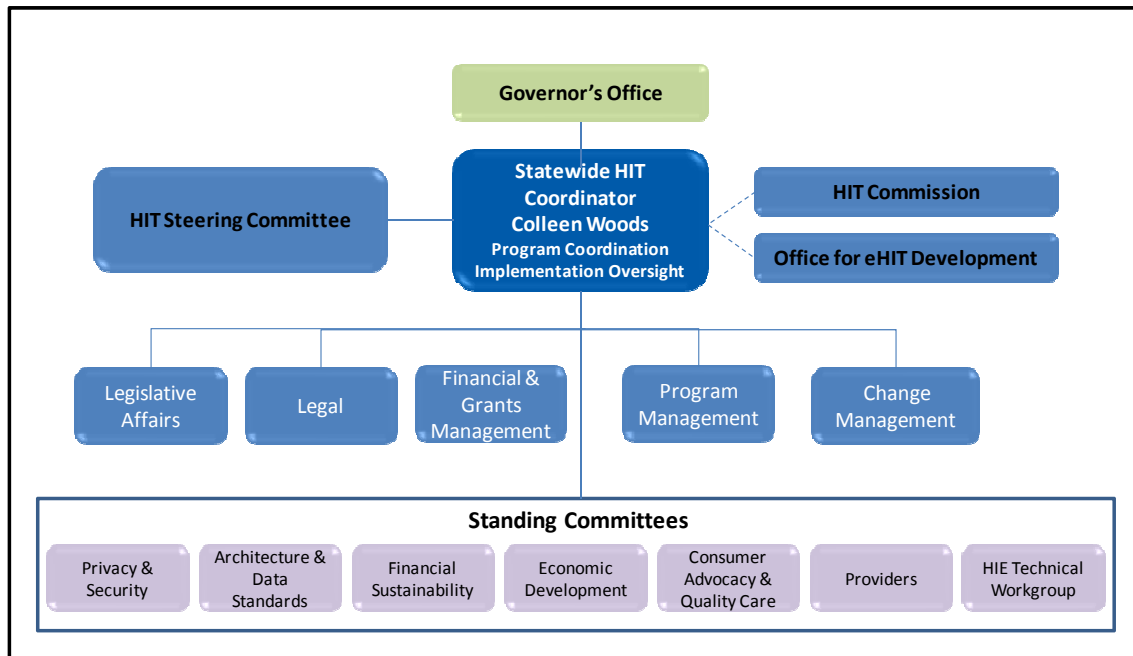 Governor's Office
Statewide HIT
Coordinator
Colleen Woods
Program Coordination
Implementation Oversight
HIT Steering Committee
HIT Commission
Office for eHIT Development
Legislative
Affairs
Legal
Financial &
Grants
Management
Program
Management
Change
Management
Standing Committees
Privacy &
Security
Architecture &
Data
Standards
Financial
Sustainability
Economic
Development
Consumer
Advocacy &
Quality Care
Providers
HIE Technical
Workgroup